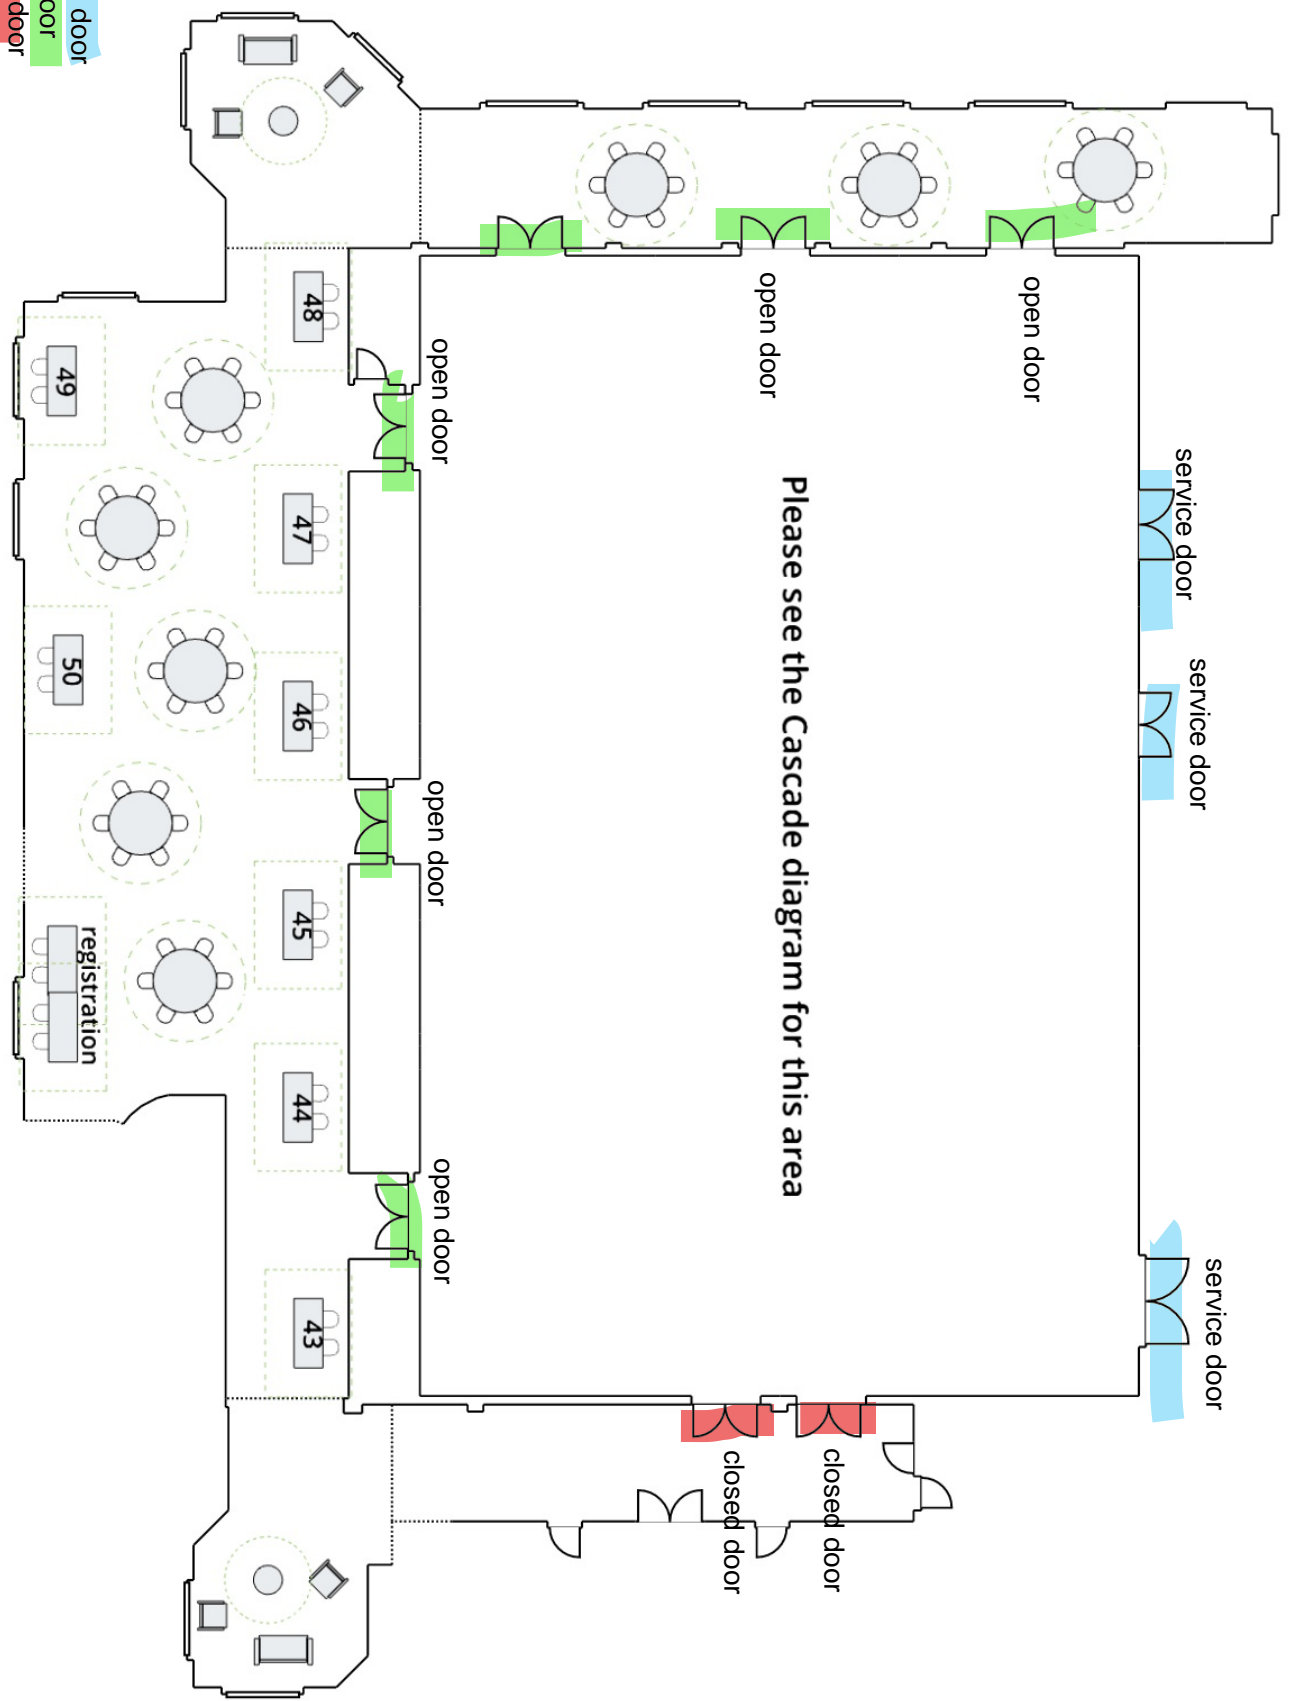 door
oor
door
open door
open door
open door
open door
open door
service door
service door
service door
closed door
closed door
Please see the Cascade diagram for this area
48
49
47
50
46
45
registration
44
43